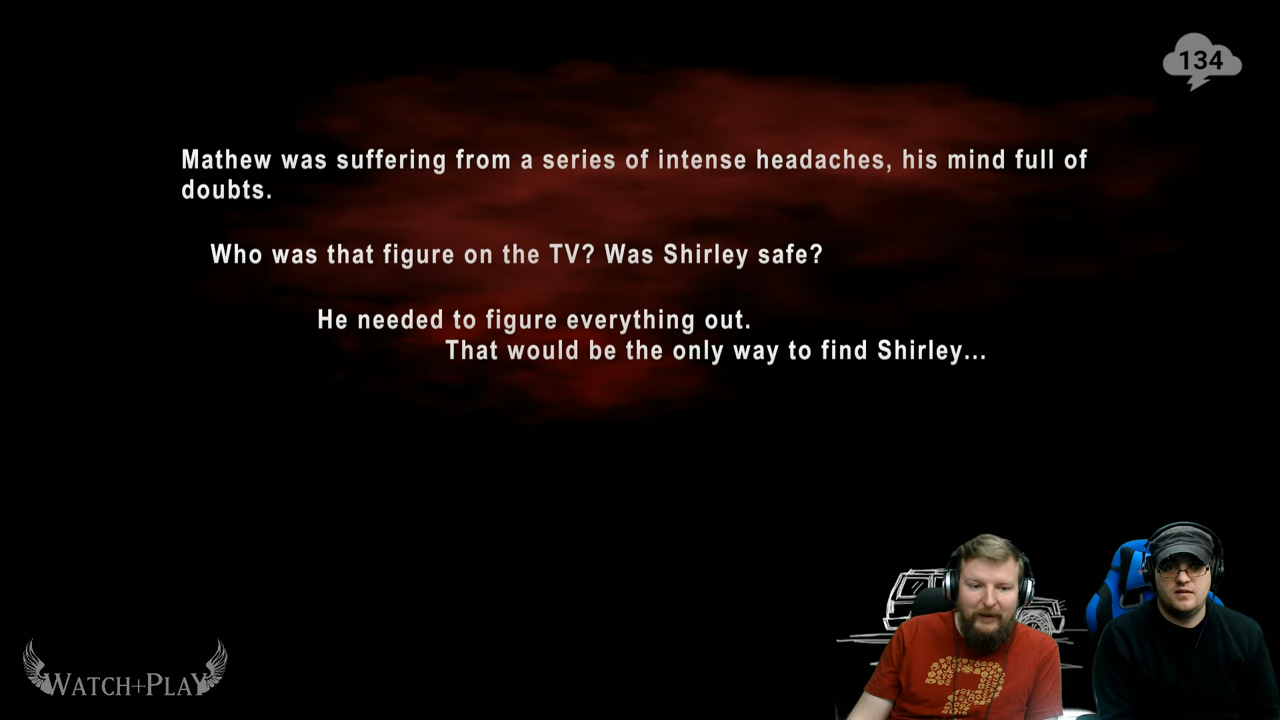 134
Mathew was suffering from a series of intense headaches, his mind full of
doubts.
Who was that figure on the TV? Was Shirley safe?
He needed to figure everything out.
That would be the only way to find Shirley...
WATCH+PLAY